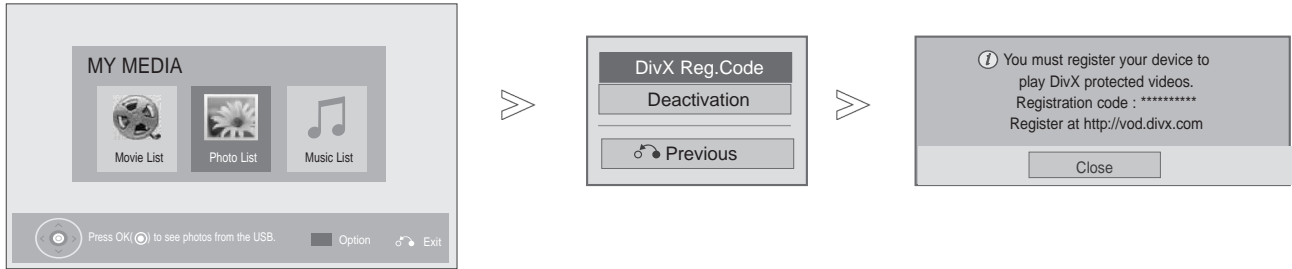 MY MEDIA
Movie List
Photo List
Music List
Press OK(◉) to see photos from the USB.
Option
Exit
DivX Reg.Code
Deactivation
Previous
You must register your device to
play DivX protected videos.
Registration code : **********
Register at http://vod.divx.com
Close